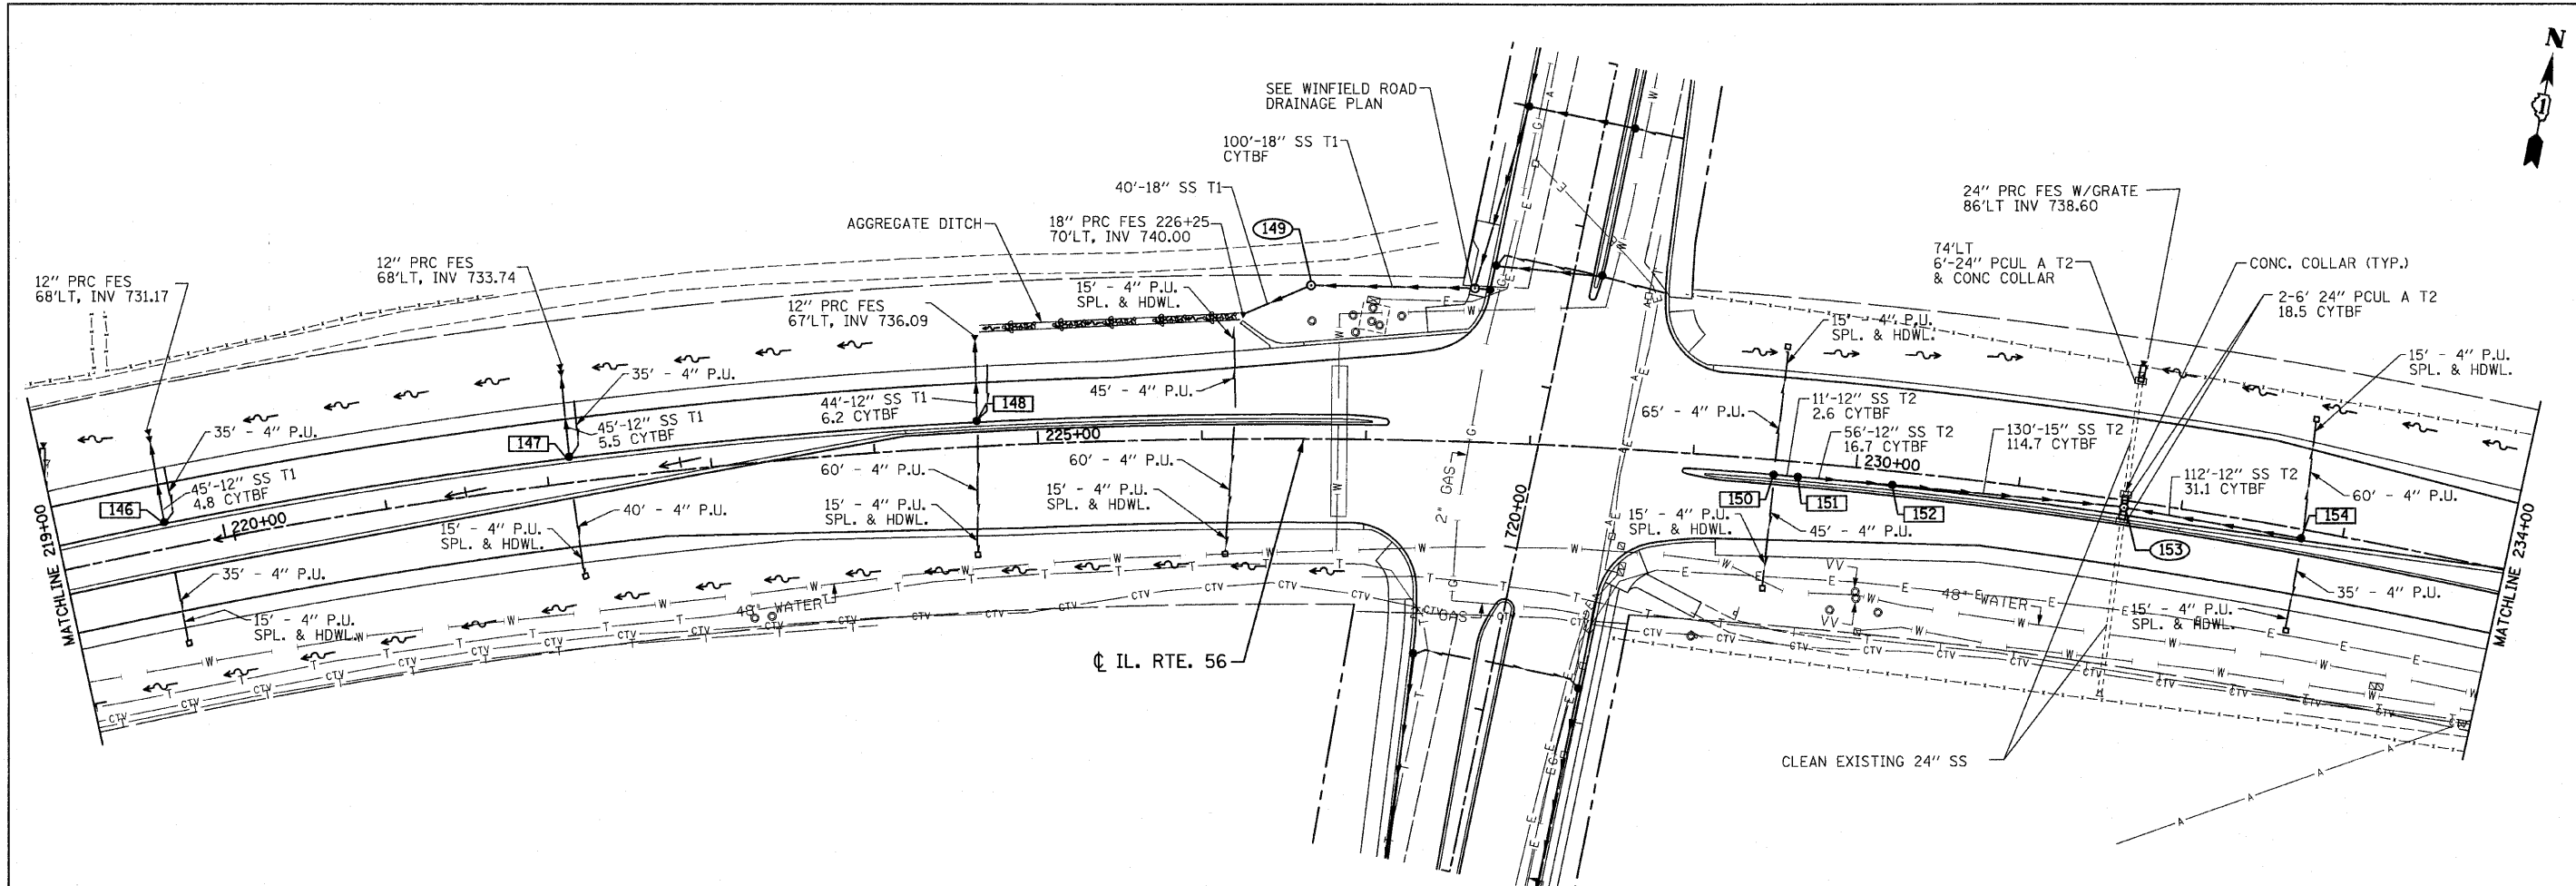 N
1
SEE WINFIELD ROAD
DRAINAGE PLAN
100'-18" SS T1
CYTBF
40'-18" SS T1
18" PRC FES 226+25
70'LT, INV 740.00
149
AGGREGATE DITCH
15' - 4" P.U.
SPL. & HDWL.
12" PRC FES
68'LT, INV 731.17
12" PRC FES
68'LT, INV 733.74
12" PRC FES
67'LT, INV 736.09
24" PRC FES W/GRATE
86'LT INV 738.60
74'LT
6'-24" PCUL A T2
& CONC COLLAR
CONC. COLLAR (TYP.)
2-6' 24" PCUL A T2
18.5 CYTBF
15' - 4" P.U.
SPL. & HDWL.
15' - 4" P.U.
SPL. & HDWL.
35' - 4" P.U.
45'-12" SS T1
4.8 CYTBF
146
35' - 4" P.U.
45'-12" SS T1
5.5 CYTBF
147
44'-12" SS T1
6.2 CYTBF
148
45' - 4" P.U.
65' - 4" P.U.
11'-12" SS T2
2.6 CYTBF
56'-12" SS T2
16.7 CYTBF
130'-15" SS T2
114.7 CYTBF
112'-12" SS T2
31.1 CYTBF
60' - 4" P.U.
220+00
225+00
230+00
720+00
2" GAS
150
151
152
153
154
MATCHLINE 219+00
MATCHLINE 234+00
35' - 4" P.U.
15' - 4" P.U.
SPL. & HDWL.
15' - 4" P.U.
SPL. & HDWL.
40' - 4" P.U.
60' - 4" P.U.
15' - 4" P.U.
SPL. & HDWL.
60' - 4" P.U.
15' - 4" P.U.
SPL. & HDWL.
15' - 4" P.U.
SPL. & HDWL.
45' - 4" P.U.
15' - 4" P.U.
SPL. & HDWL.
35' - 4" P.U.
48" WATER
48" WATER
GAS
VV
VV
℄ IL. RTE. 56
CLEAN EXISTING 24" SS